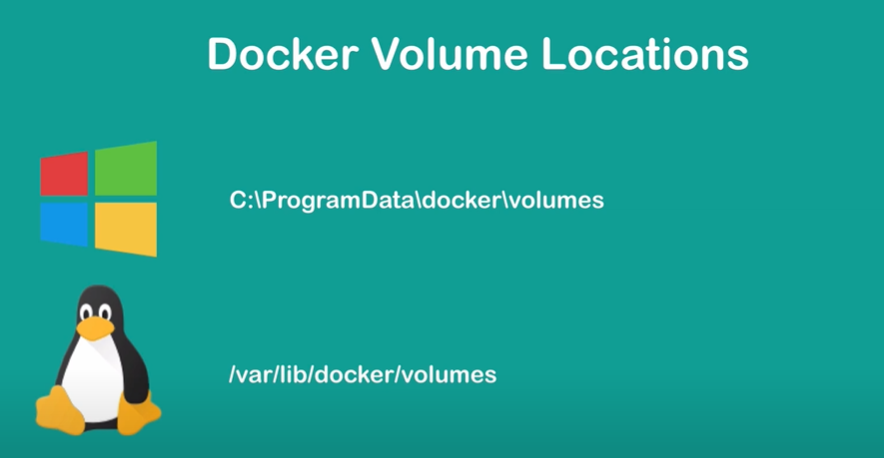 Docker Volume Locations
C:\ProgramData\docker\volumes
/var/lib/docker/volumes